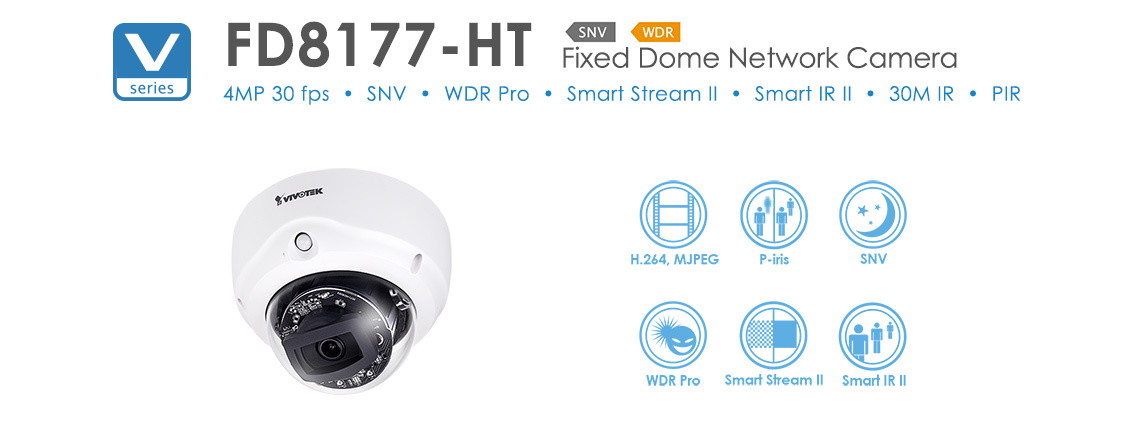 V
series
FD8177-HT
SNV WDR
Fixed Dome Network Camera
4MP 30 fps • SNV • WDR Pro • Smart Stream II • Smart IR II • 30M IR • PIR
VIVOTEK
H.264, MJPEG P-iris SNV
WDR Pro Smart Stream II Smart IR II